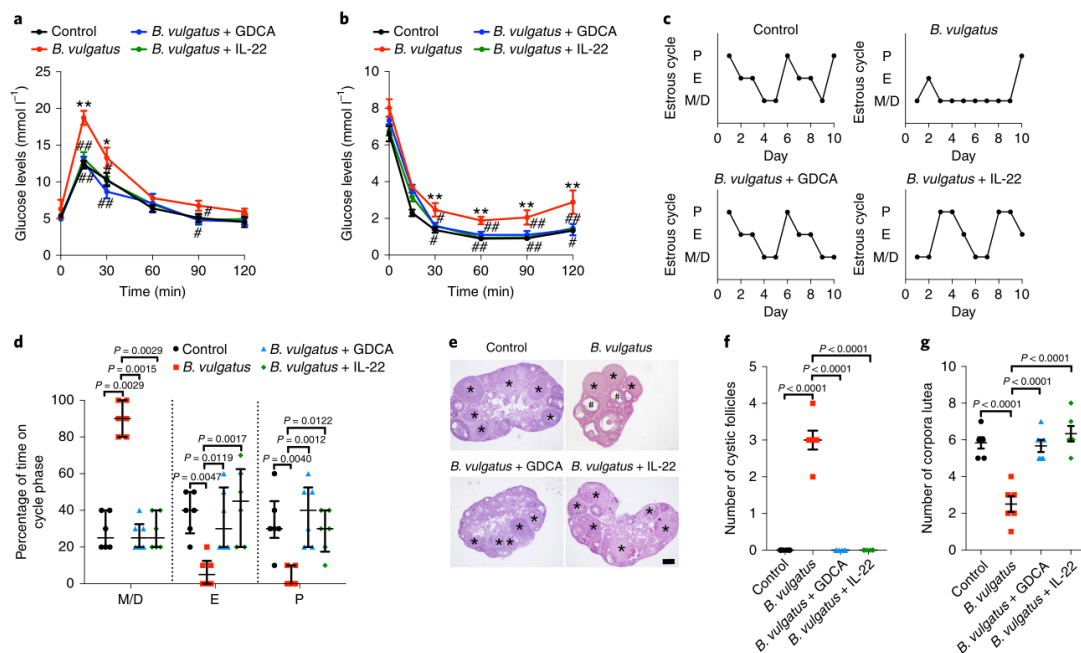 a
Control
B. vulgatus + GDCA
B. vulgatus
B. vulgatus + IL-22
Glucose levels (mmol l⁻¹)
25
20
15
10
5
0
**
*
##
#
##
##
#
#
0 30 60 90 120
Time (min)
b
Control
B. vulgatus + GDCA
B. vulgatus
B. vulgatus + IL-22
Glucose levels (mmol l⁻¹)
10
8
6
4
2
0
** ** ** **
# ## ## ##
# ## ## #
0 30 60 90 120
Time (min)
c
Control
Estrous cycle
P
E
M/D
0 2 4 6 8 10
Day
B. vulgatus
Estrous cycle
P
E
M/D
0 2 4 6 8 10
Day
B. vulgatus + GDCA
Estrous cycle
P
E
M/D
0 2 4 6 8 10
Day
B. vulgatus + IL-22
Estrous cycle
P
E
M/D
0 2 4 6 8 10
Day
d
Control
B. vulgatus + GDCA
B. vulgatus
B. vulgatus + IL-22
Percentage of time on
cycle phase
100
80
60
40
20
0
P = 0.0029
P = 0.0015
P = 0.0029
P = 0.0017
P = 0.0119
P = 0.0047
P = 0.0122
P = 0.0012
P = 0.0040
M/D E P
e
Control
B. vulgatus
* * * * * *
* * * # #
B. vulgatus + GDCA
B. vulgatus + IL-22
* * * *
* * * * * *
f
Number of cystic follicles
5
4
3
2
1
0
P < 0.0001
P < 0.0001
P < 0.0001
Control
B. vulgatus
B. vulgatus + GDCA
B. vulgatus + IL-22
g
Number of corpora lutea
10
8
6
4
2
0
P < 0.0001
P < 0.0001
P < 0.0001
Control
B. vulgatus
B. vulgatus + GDCA
B. vulgatus + IL-22